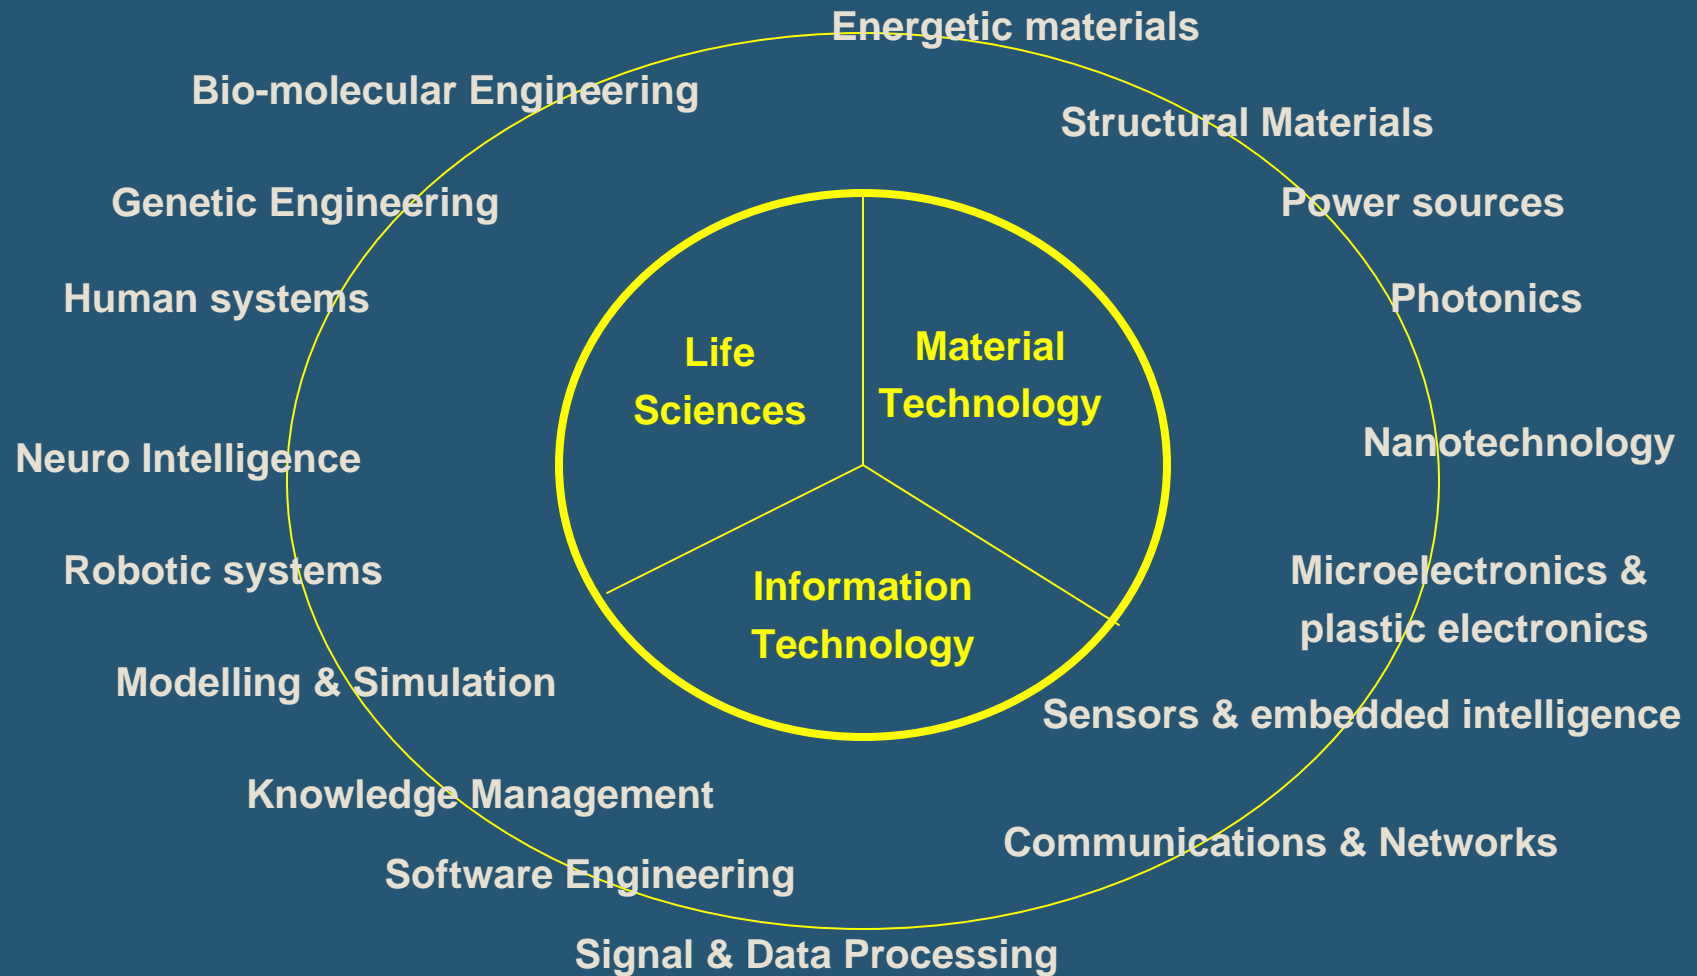 Energetic materials
Bio-molecular Engineering
Structural Materials
Genetic Engineering
Power sources
Human systems
Photonics
Life
Sciences
Material
Technology
Neuro Intelligence
Nanotechnology
Robotic systems
Microelectronics &
plastic electronics
Information
Technology
Modelling & Simulation
Sensors & embedded intelligence
Knowledge Management
Communications & Networks
Software Engineering
Signal & Data Processing